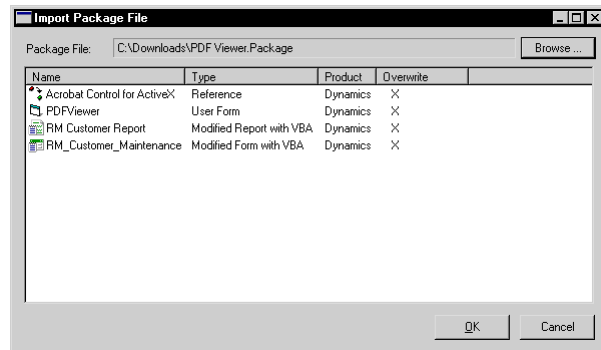 Import Package File
Package File: C:\Downloads\PDF Viewer.Package Browse ...
Name Type Product Overwrite
Acrobat Control for ActiveX Reference Dynamics X
PDFViewer User Form Dynamics X
RM Customer Report Modified Report with VBA Dynamics X
RM_Customer_Maintenance Modified Form with VBA Dynamics X
OK Cancel